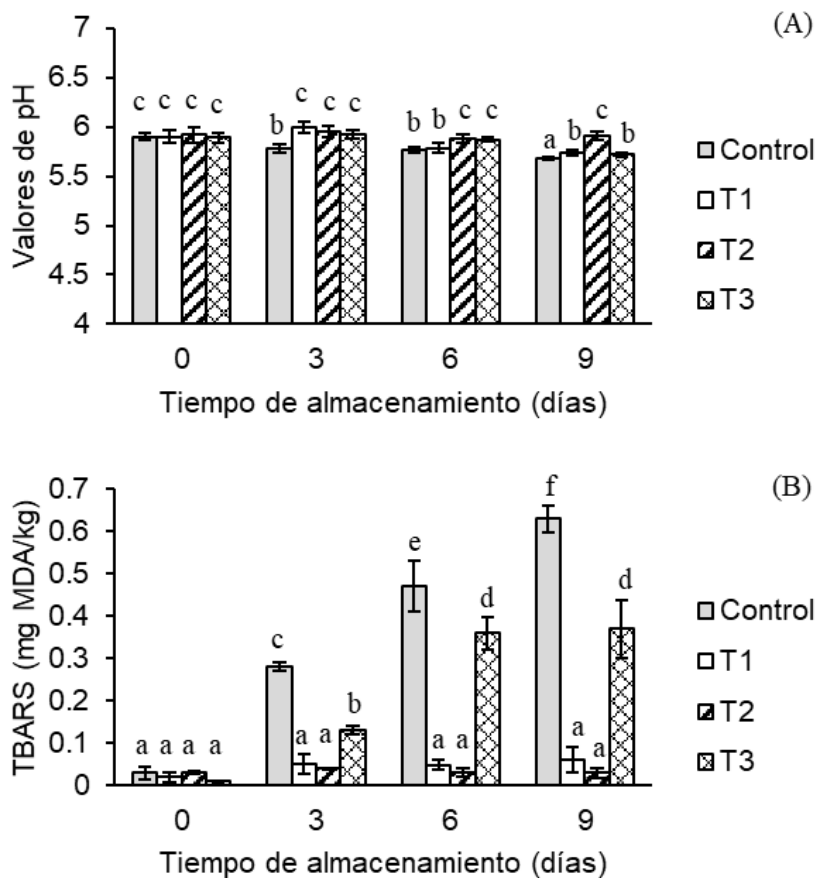 (A)
Valores de pH
7
6.5
6
5.5
5
4.5
4
c c c c
b c c c
b b c c
a b c b
0 3 6 9
Tiempo de almacenamiento (días)
Control
T1
T2
T3
(B)
TBARS (mg MDA/kg)
0.7
0.6
0.5
0.4
0.3
0.2
0.1
0
a a a a
c a a b
e a a d
f a a d
0 3 6 9
Tiempo de almacenamiento (días)
Control
T1
T2
T3